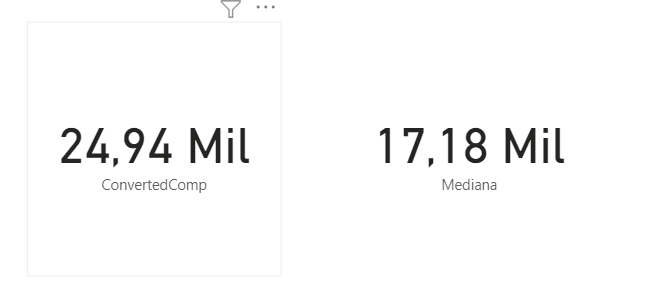 24,94 Mil
ConvertedComp
17,18 Mil
Mediana